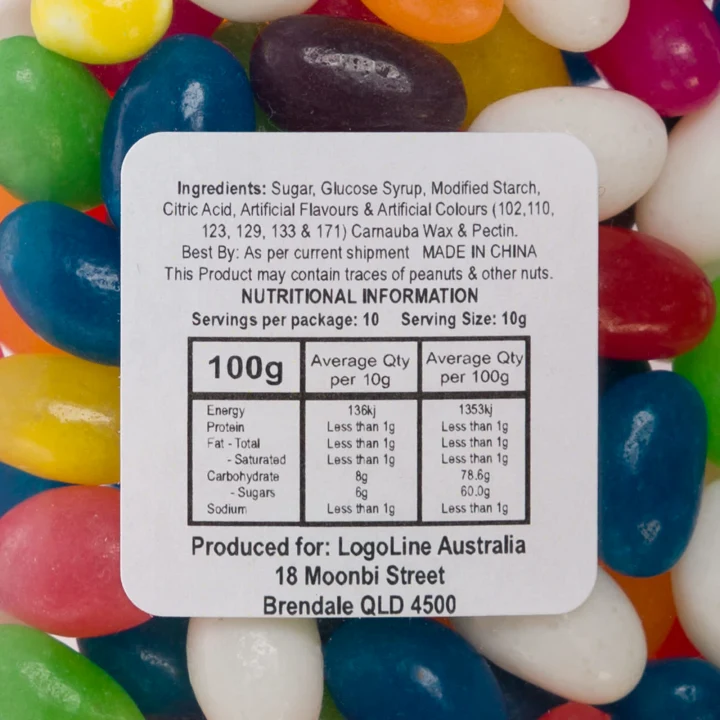 Ingredients: Sugar, Glucose Syrup, Modified Starch,
Citric Acid, Artificial Flavours & Artificial Colours (102,110,
123, 129, 133 & 171) Carnauba Wax & Pectin.
Best By: As per current shipment MADE IN CHINA
This Product may contain traces of peanuts & other nuts.
NUTRITIONAL INFORMATION
Servings per package: 10 Serving Size: 10g
100g Average Qty per 10g Average Qty per 100g
Energy 136kj 1353kj
Protein Less than 1g Less than 1g
Fat - Total Less than 1g Less than 1g
- Saturated Less than 1g Less than 1g
Carbohydrate 8g 78.6g
- Sugars 6g 60.0g
Sodium Less than 1g Less than 1g
Produced for: LogoLine Australia
18 Moonbi Street
Brendale QLD 4500